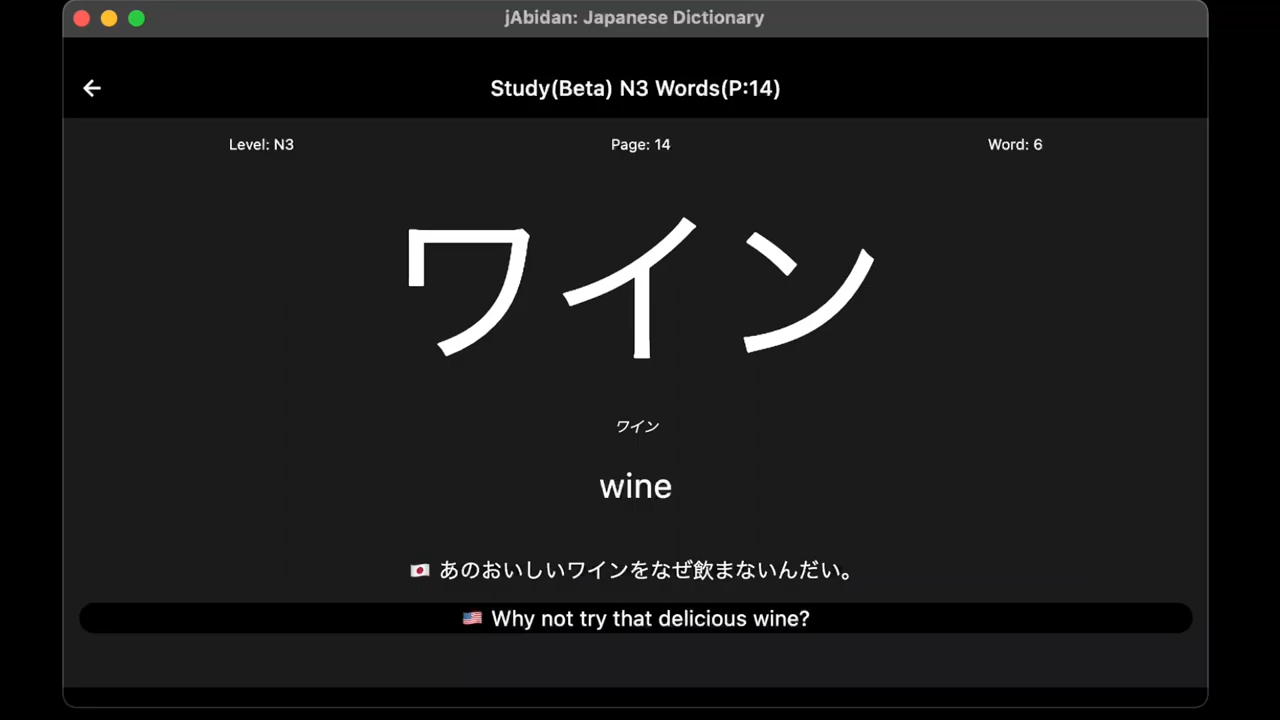 jAbidan: Japanese Dictionary
Study(Beta) N3 Words(P:14)
Level: N3
Page: 14
Word: 6
ワイン
ワイン
wine
🇯🇵 あのおいしいワインをなぜ飲まないんだい。
🇺🇸 Why not try that delicious wine?